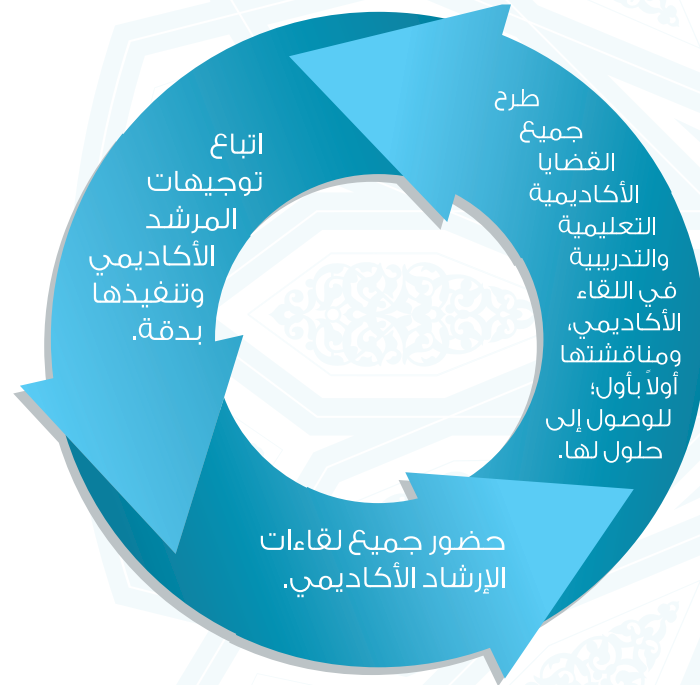 طرح
جميع
القضايا
الأكاديمية
التعليمية
والتدريبية
في اللقاء
الأكاديمي،
ومناقشتها
أولاً بأول؛
للوصول إلى
حلول لها.
اتباع
توجيهات
المرشد
الأكاديمي
وتنفيذها
بدقة.
حضور جميع لقاءات
الإرشاد الأكاديمي.